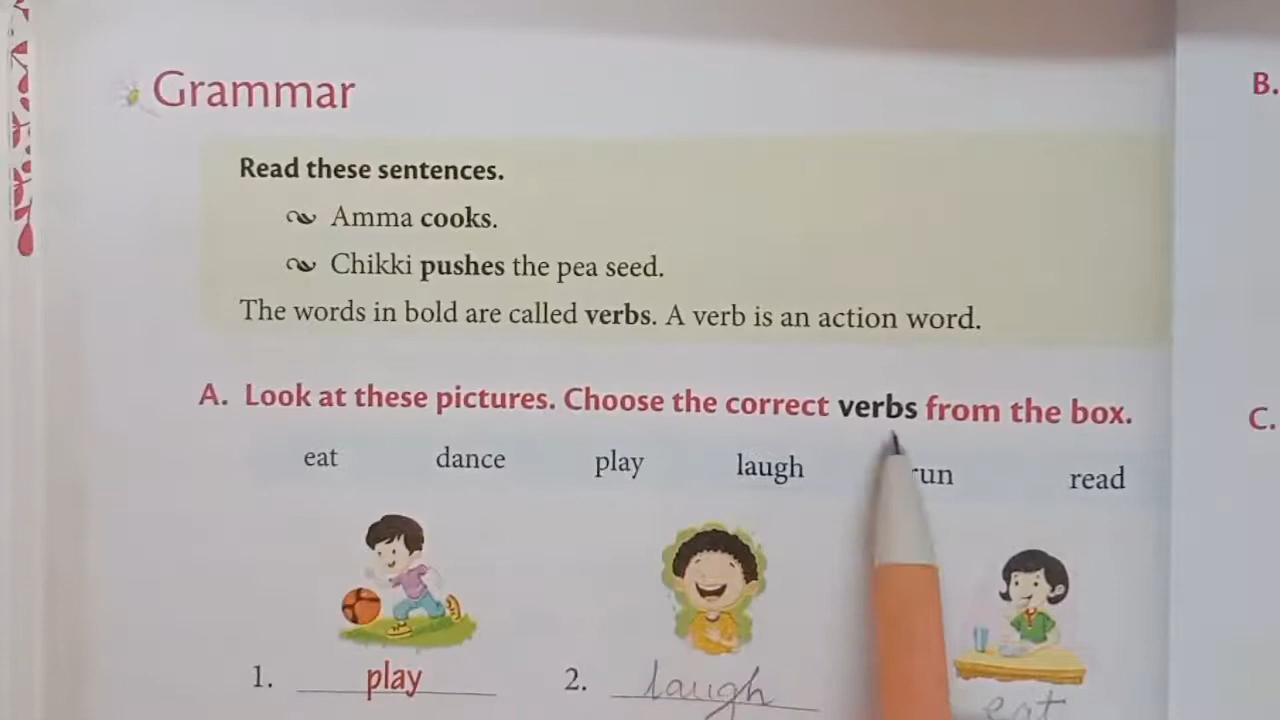 Grammar
Read these sentences.
Amma cooks.
Chikki pushes the pea seed.
The words in bold are called verbs. A verb is an action word.
A. Look at these pictures. Choose the correct verbs from the box.
eat dance play laugh run read
1. play 2. laugh eat
B.
C.